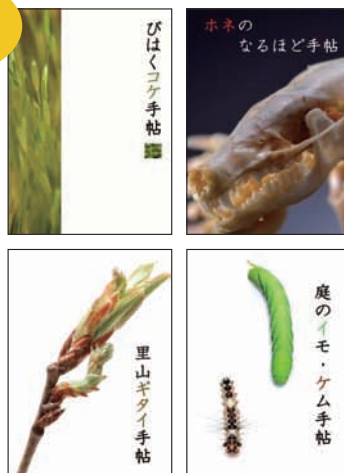 びはくコケ手帖
ホネの
なるほど手帖
里山ギタイ手帖
庭のイモ・ケム手帖